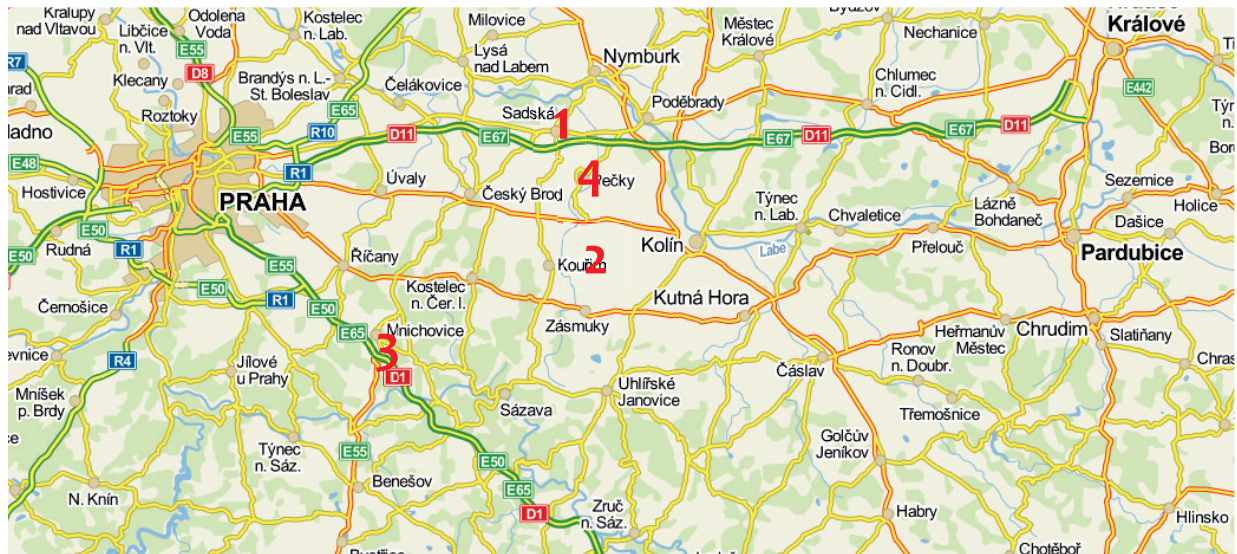 Kralupy
nad Vltavou
Libčice
n. Vlt.
Odolena
Voda
Kostelec
n. Lab.
Milovice
Lysá
nad Labem
Nymburk
Městec
Králové
Nechanice
Králové
R7
E55
D8
Klecany
Roztoky
Brandýs n. L.-
St. Boleslav
E65
Čelákovice
Sadská
1
Poděbrady
Chlumec
n. Cidl.
E442
E55
R10
D11
E67
E67
D11
E67
D11
E48
Hostivice
R1
Úvaly
Český Brod
4
Pečky
PRAHA
Týnec
n. Lab.
Chvaletice
Lázně
Bohdaneč
Sezemice
Holice
Dašice
E50
Rudná
E50
R1
Říčany
E55
Kolín
Labe
Přelouč
Pardubice
2
Kouřim
E50
R1
E50
Kostelec
n. Čer. l.
Kutná Hora
Černošice
Mnichovice
E65
3
Zásmuky
Heřmanův
Městec
Chrudim
Slatiňany
R4
Jílové
u Prahy
D1
Uhlířské
Janovice
Čáslav
Ronov
n. Doubr.
Mníšek
p. Brdy
Sázava
Třemošnice
Týnec
n. Sáz.
E55
E50
Golčův
Jeníkov
N. Knín
Benešov
E65
D1
Zruč
n. Sáz.
Habry
Hlinsko
Bystřice
Chotěboř